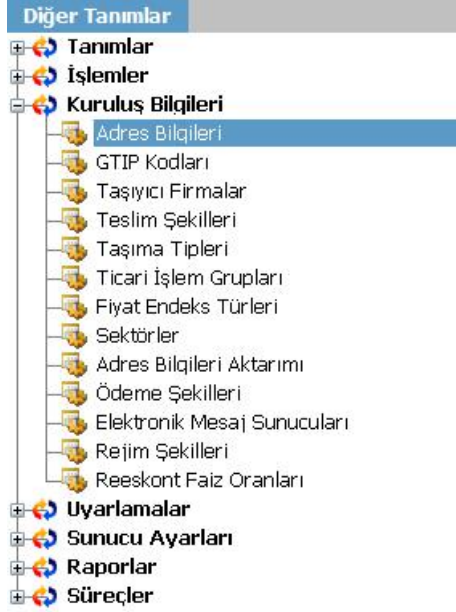 Diğer Tanımlar
Tanımlar
İşlemler
Kuruluş Bilgileri
Adres Bilgileri
GTIP Kodları
Taşıyıcı Firmalar
Teslim Şekilleri
Taşıma Tipleri
Ticari İşlem Grupları
Fiyat Endeks Türleri
Sektörler
Adres Bilgileri Aktarımı
Ödeme Şekilleri
Elektronik Mesaj Sunucuları
Rejim Şekilleri
Reeskont Faiz Oranları
Uyarlamalar
Sunucu Ayarları
Raporlar
Süreçler